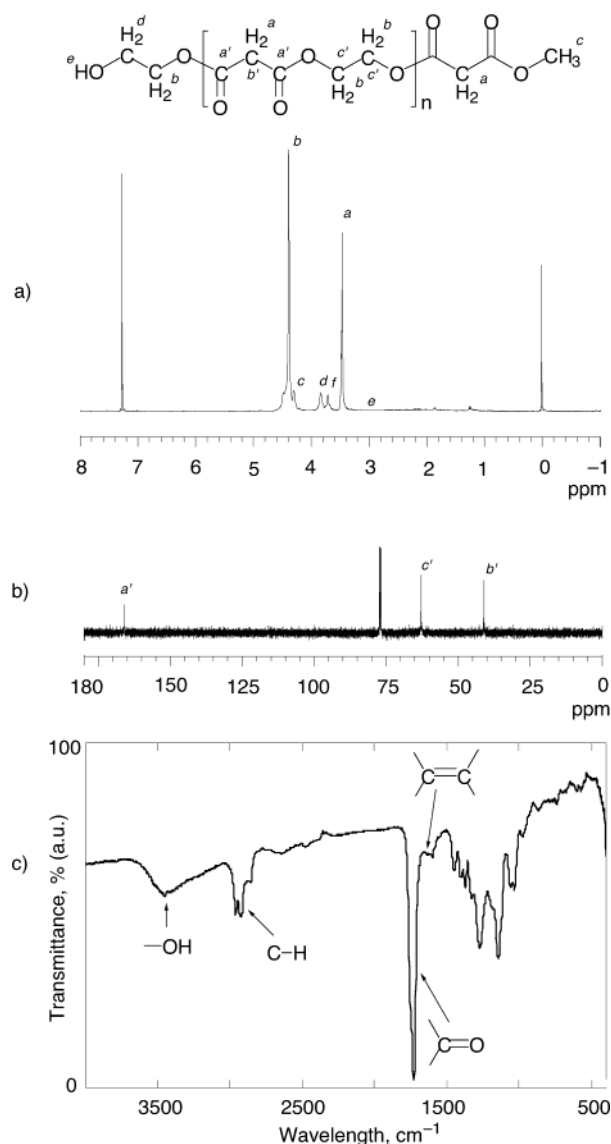 d
H2
e
HO
b
C
H2
O
a'
O
a
H2
C
b'
a'
O
O
c'
H2
b
C
H2
b
c'
O
n
O
O
C
H2
a
O
CH3
c
a)
b
a
c
d
f
e
8 7 6 5 4 3 2 1 0 –1
ppm
b)
a'
c'
b'
180 150 125 100 75 50 25 0
ppm
100
C=C
c)
Transmittance, % (a.u.)
–OH
C–H
C=O
0
3500 2500 1500 500
Wavelength, cm–1